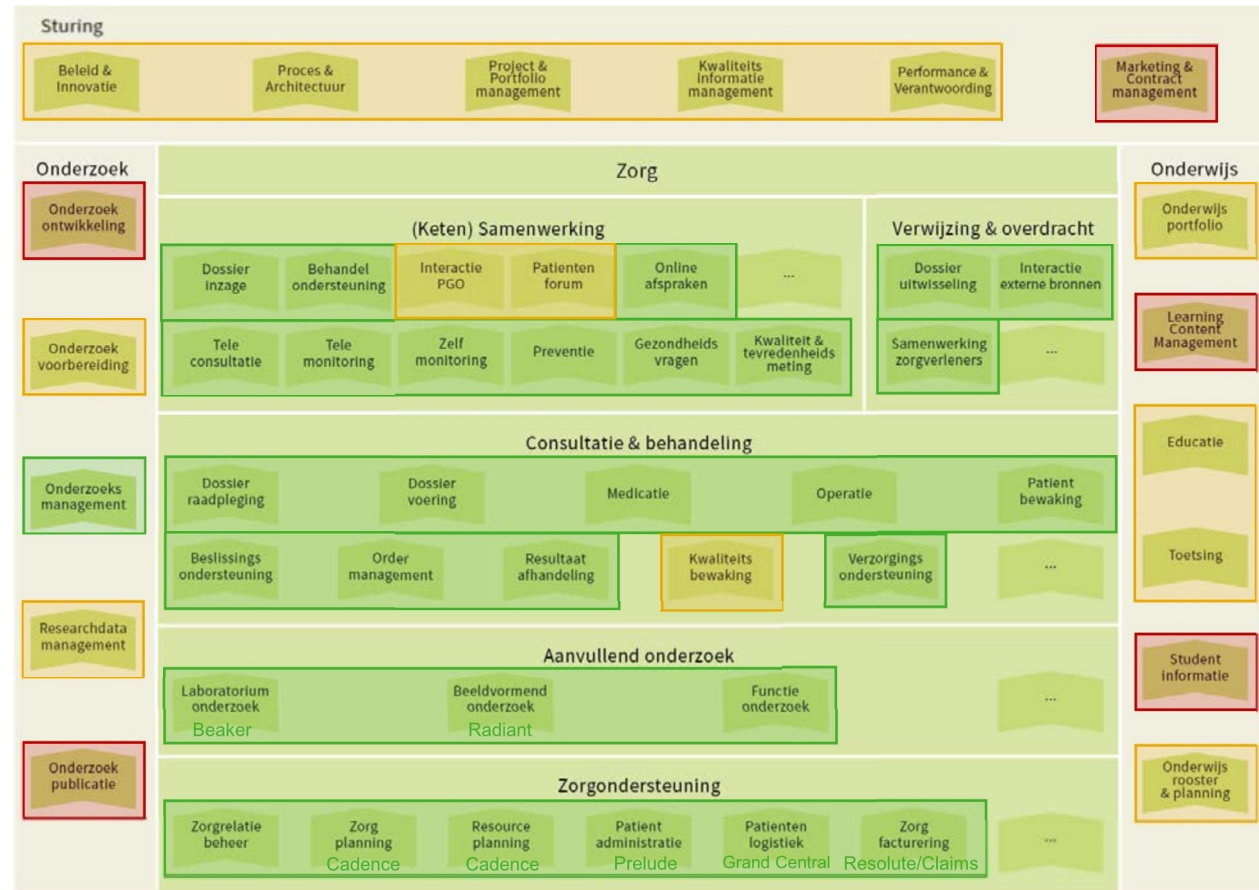 Sturing
Beleid &
Innovatie
Proces &
Architectuur
Project &
Portfolio
management
Kwaliteits
informatie
management
Performance &
Verantwoording
Marketing &
Contract
management
Onderzoek
Onderzoek
ontwikkeling
Onderzoek
voorbereiding
Onderzoeks
management
Researchdata
management
Onderzoek
publicatie
Zorg
(Keten) Samenwerking
Dossier
inzage
Behandel
ondersteuning
Interactie
PGO
Patienten
forum
Online
afspraken
...
Tele
consultatie
Tele
monitoring
Zelf
monitoring
Preventie
Gezondheids
vragen
Kwaliteit &
tevredenheids
meting
Verwijzing & overdracht
Dossier
uitwisseling
Interactie
externe bronnen
Samenwerking
zorgverleners
...
Consultatie & behandeling
Dossier
raadpleging
Dossier
voering
Medicatie
Operatie
Patient
bewaking
Beslissings
ondersteuning
Order
management
Resultaat
afhandeling
Kwaliteits
bewaking
Verzorgings
ondersteuning
...
Aanvullend onderzoek
Laboratorium
onderzoek
Beaker
Beeldvormend
onderzoek
Radiant
Functie
onderzoek
...
Zorgondersteuning
Zorgrelatie
beheer
Zorg
planning
Cadence
Resource
planning
Cadence
Patient
administratie
Prelude
Patienten
logistiek
Grand Central
Zorg
facturering
Resolute/Claims
...
Onderwijs
Onderwijs
portfolio
Learning
Content
Management
Educatie
Toetsing
Student
informatie
Onderwijs
rooster
& planning